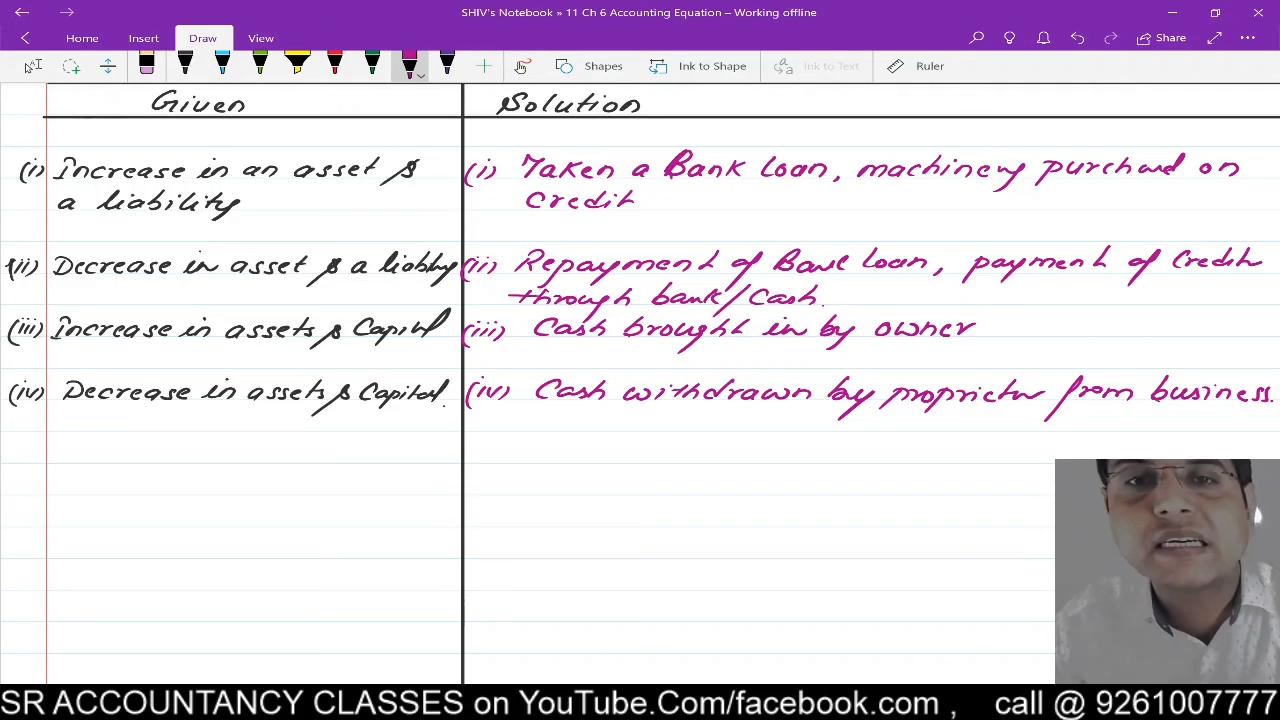 SHIV's Notebook » 11 Ch 6 Accounting Equation – Working offline
Home Insert Draw View
Share
Shapes Ink to Shape Ink to Text Ruler
Given Solution
(i) Increase in an asset & (i) Taken a Bank loan, machinery purchased on
a liability Credit
(ii) Decrease in asset & a liability (ii) Repayment of Bank loan, payment of Credit
through bank/Cash.
(iii) Increase in assets & Capital (iii) Cash brought in by owner
(iv) Decrease in assets & Capital. (iv) Cash withdrawn by proprietor from business.
SR ACCOUNTANCY CLASSES on YouTube.Com/facebook.com , call @ 9261007777